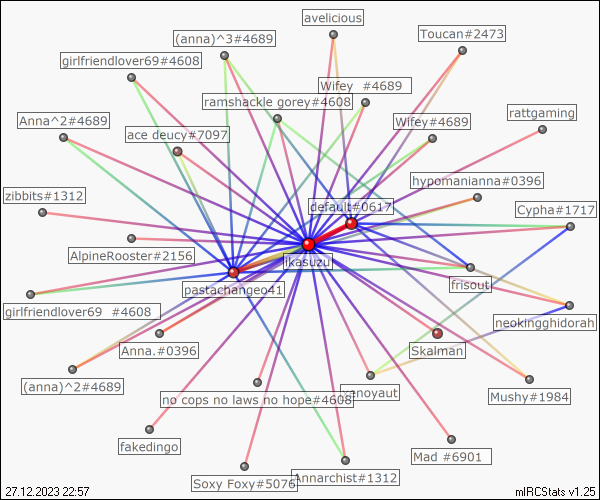 avelicious
(anna)^3#4689
Toucan#2473
girlfriendlover69#4608
Wifey #4689
ramshackle gorey#4608
rattgaming
Anna^2#4689
Wifey#4689
ace deucy#7097
hypomanianna#0396
zibbits#1312
default#0617
Cypha#1717
AlpineRooster#2156
ikasuzu
pastachangeo41
frisout
girlfriendlover69 #4608
neokingghidorah
Anna.#0396
Skalman
(anna)^2#4689
no cops no laws no hope#4608
Mushy#1984
fakedingo
Mad #6901
Annarchist#1312
Soxy Foxy#5076
27.12.2023 22:57
mIRCStats v1.25